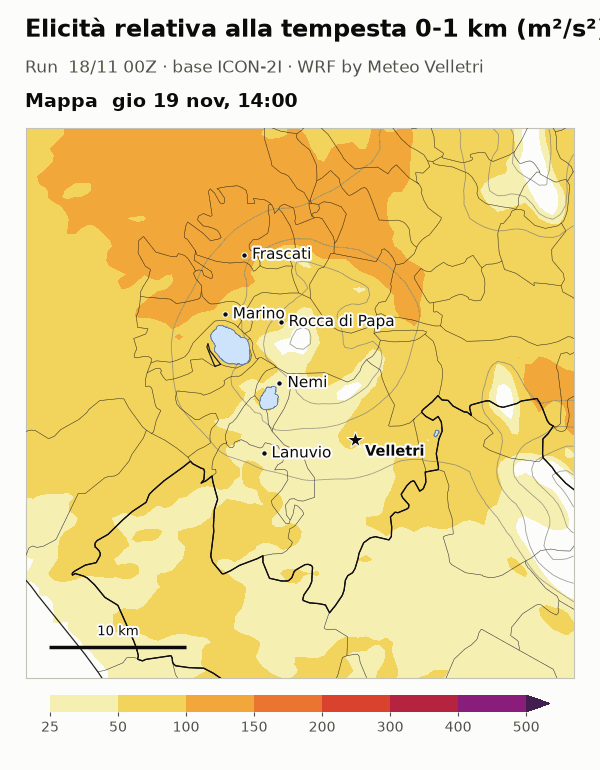 Elicità relativa alla tempesta 0-1 km (m²/s²)
Run 18/11 00Z · base ICON-2I · WRF by Meteo Velletri
Mappa gio 19 nov, 14:00
Frascati
Marino
Rocca di Papa
Nemi
Velletri
Lanuvio
10 km
25 50 100 150 200 300 400 500